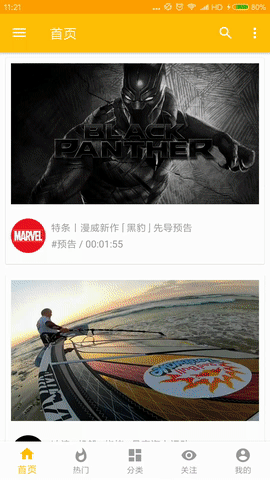 11:21
HD
80%
首页
BLACK
PANTHER
MARVEL
特条丨漫威新作 | 黑豹 | 先导预告
#预告 / 00:01:55
首页
热门
分类
关注
我的